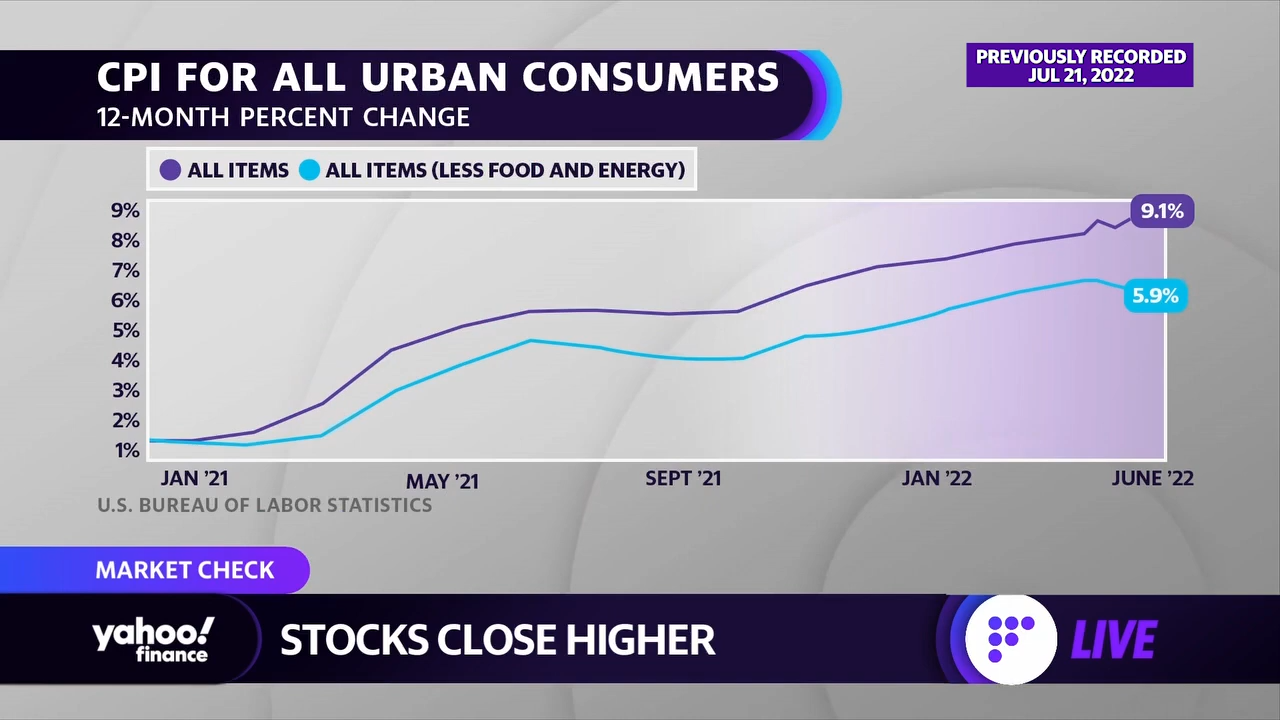 CPI FOR ALL URBAN CONSUMERS
12-MONTH PERCENT CHANGE
PREVIOUSLY RECORDED
JUL 21, 2022
ALL ITEMS ALL ITEMS (LESS FOOD AND ENERGY)
9%
8%
7%
6%
5%
4%
3%
2%
1%
9.1%
5.9%
JAN ’21 MAY ’21 SEPT ’21 JAN ’22 JUNE ’22
U.S. BUREAU OF LABOR STATISTICS
MARKET CHECK
yahoo!
finance
STOCKS CLOSE HIGHER
LIVE